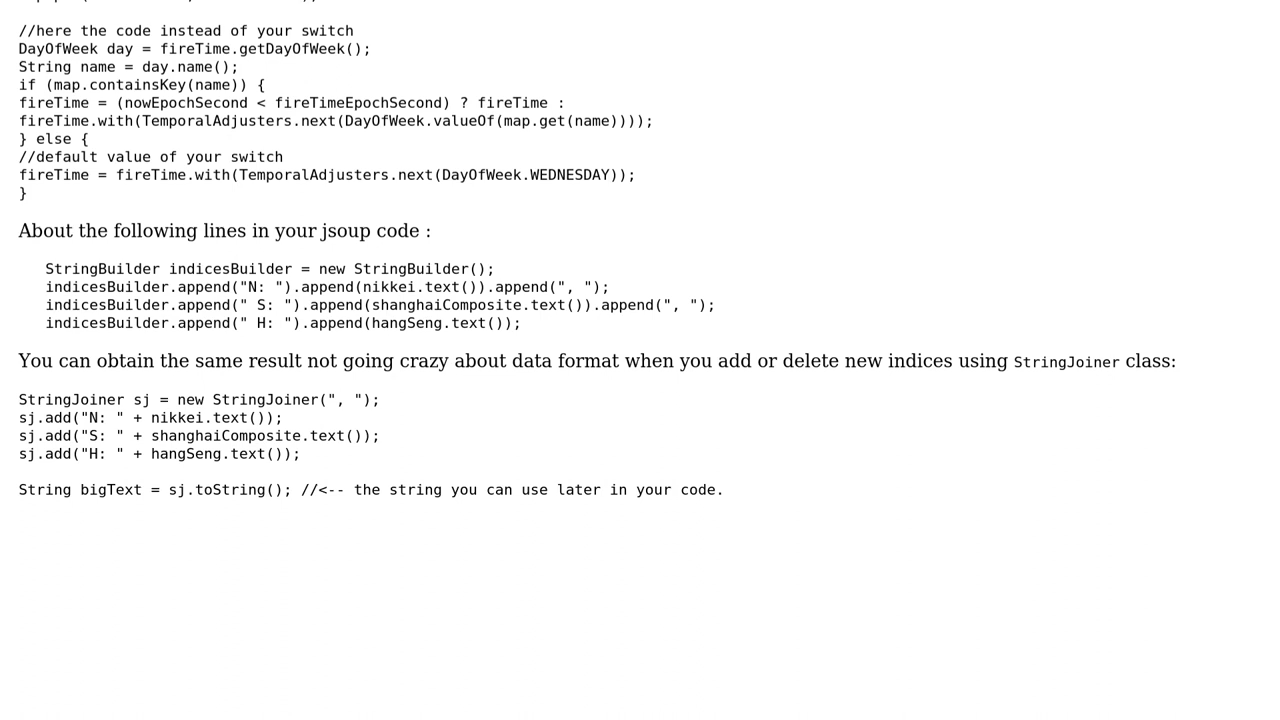 //here the code instead of your switch
DayOfWeek day = fireTime.getDayOfWeek();
String name = day.name();
if (map.containsKey(name)) {
fireTime = (nowEpochSecond < fireTimeEpochSecond) ? fireTime :
fireTime.with(TemporalAdjusters.next(DayOfWeek.valueOf(map.get(name))));
} else {
//default value of your switch
fireTime = fireTime.with(TemporalAdjusters.next(DayOfWeek.WEDNESDAY));
}
About the following lines in your jsoup code :
StringBuilder indicesBuilder = new StringBuilder();
indicesBuilder.append("N: ").append(nikkei.text()).append(", ");
indicesBuilder.append(" S: ").append(shanghaiComposite.text()).append(", ");
indicesBuilder.append(" H: ").append(hangSeng.text());
You can obtain the same result not going crazy about data format when you add or delete new indices using StringJoiner class:
StringJoiner sj = new StringJoiner(", ");
sj.add("N: " + nikkei.text());
sj.add("S: " + shanghaiComposite.text());
sj.add("H: " + hangSeng.text());
String bigText = sj.toString(); //<-- the string you can use later in your code.